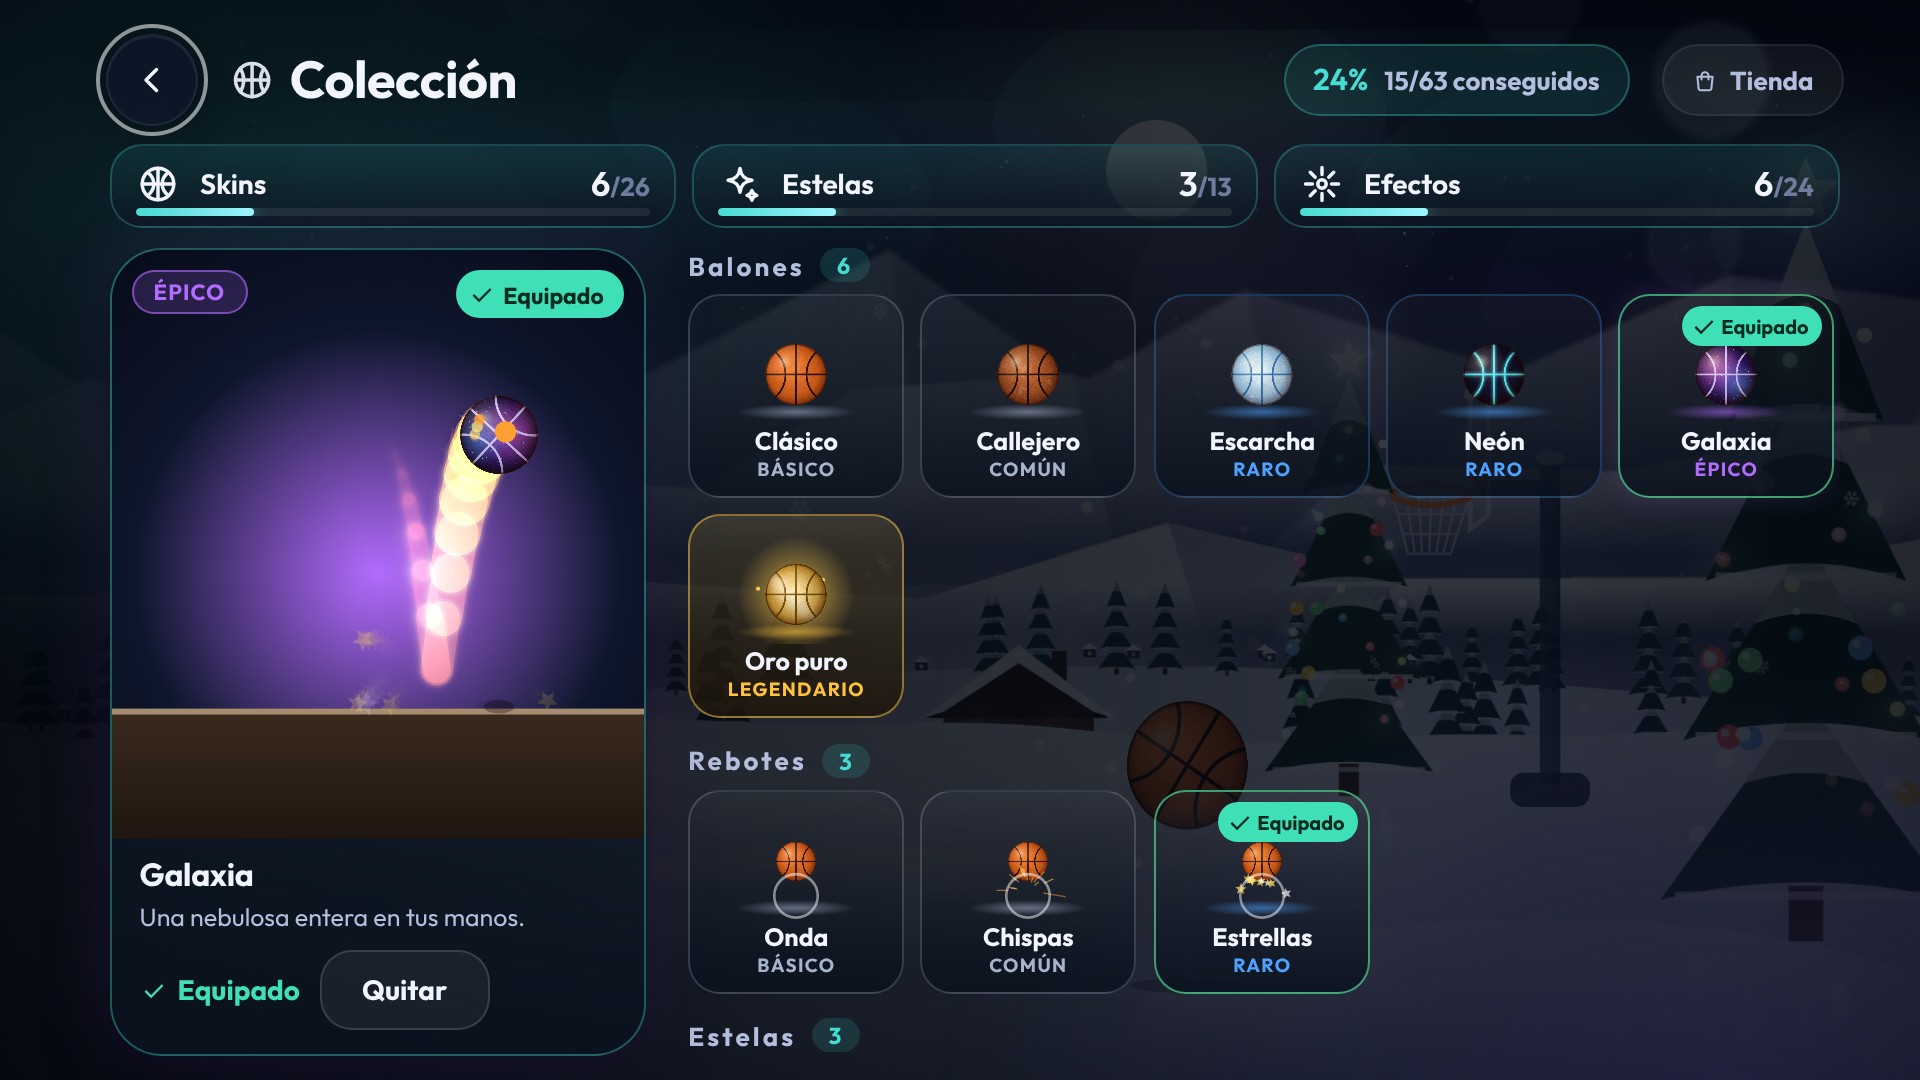 Colección
24% 15/63 conseguidos
Tienda
Skins 6/26
Estelas 3/13
Efectos 6/24
ÉPICO
Equipado
Galaxia
Una nebulosa entera en tus manos.
Equipado
Quitar
Balones 6
Clásico
BÁSICO
Callejero
COMÚN
Escarcha
RARO
Neón
RARO
Equipado
Galaxia
ÉPICO
Oro puro
LEGENDARIO
Rebotes 3
Onda
BÁSICO
Chispas
COMÚN
Equipado
Estrellas
RARO
Estelas 3